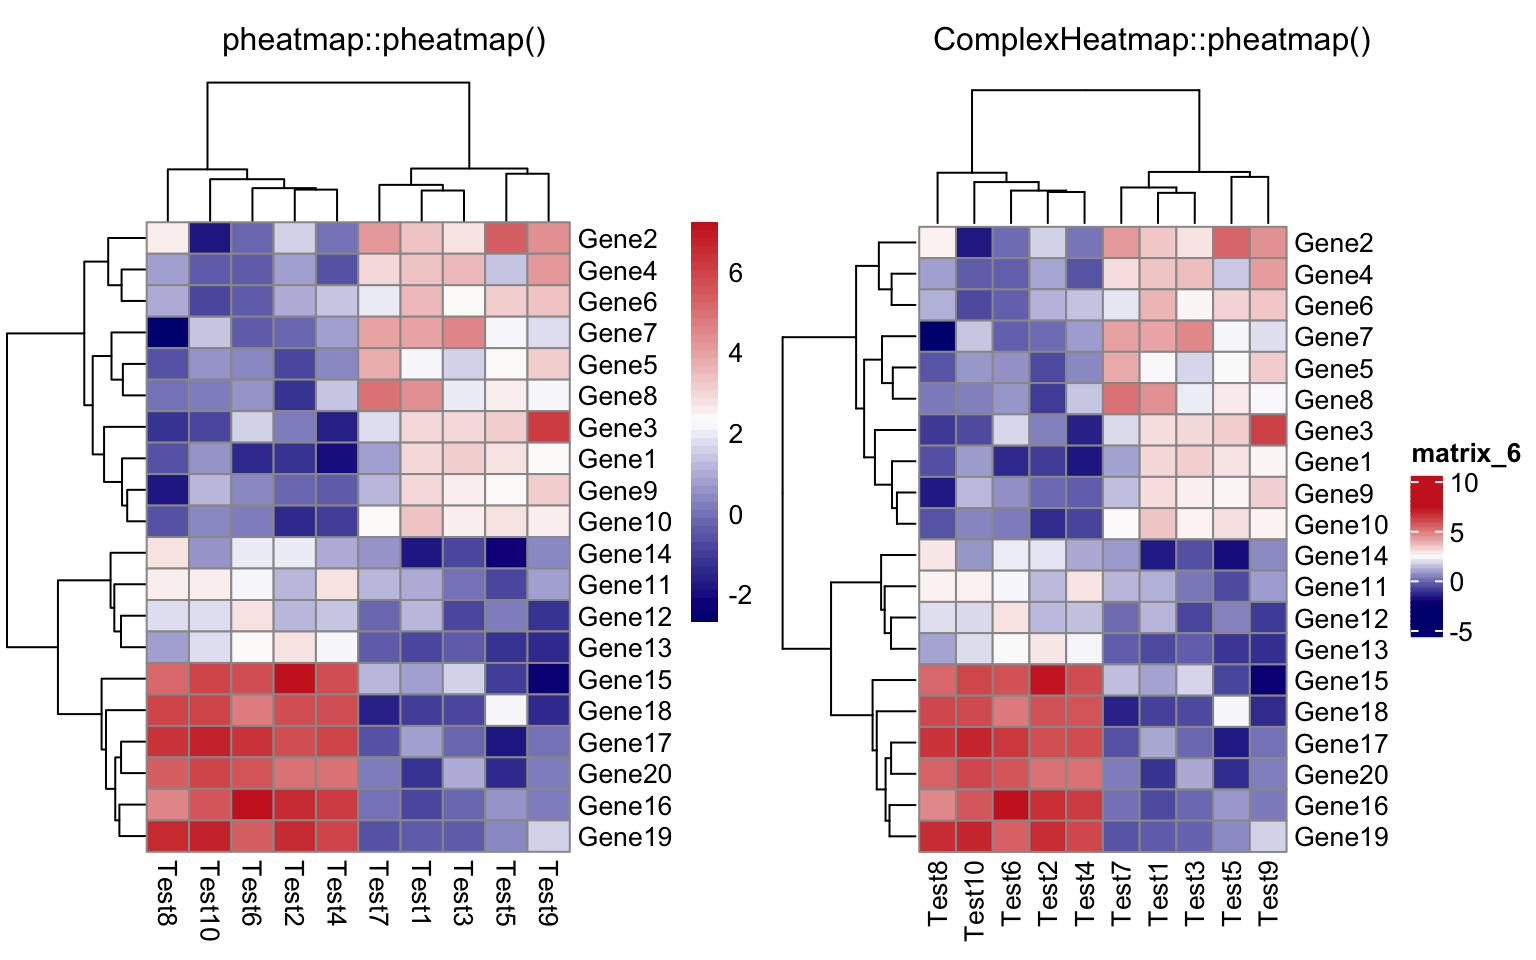 pheatmap::pheatmap()
Gene2
Gene4
Gene6
Gene7
Gene5
Gene8
Gene3
Gene1
Gene9
Gene10
Gene14
Gene11
Gene12
Gene13
Gene15
Gene18
Gene17
Gene20
Gene16
Gene19
Test8
Test10
Test6
Test2
Test4
Test7
Test1
Test3
Test5
Test9
6
4
2
0
-2
ComplexHeatmap::pheatmap()
Gene2
Gene4
Gene6
Gene7
Gene5
Gene8
Gene3
Gene1
Gene9
Gene10
Gene14
Gene11
Gene12
Gene13
Gene15
Gene18
Gene17
Gene20
Gene16
Gene19
Test8
Test10
Test6
Test2
Test4
Test7
Test1
Test3
Test5
Test9
matrix_6
10
5
0
-5